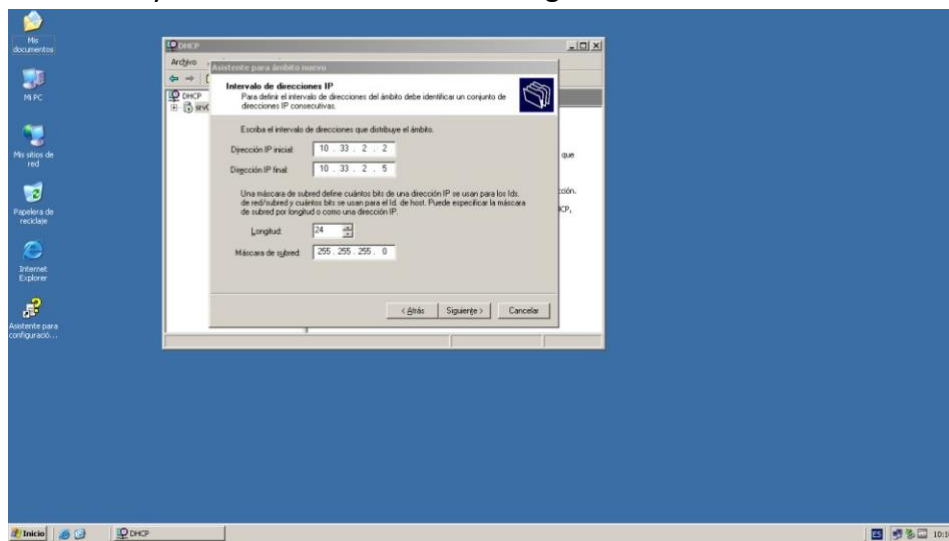 Mis
documentos
Mi PC
Mis sitios de
red
Papelera de
reciclaje
Internet
Explorer
Asistente para
configuració...
DHCP
Archivo
DHCP
Asistente para ámbito nuevo
Intervalo de direcciones IP
Para definir el intervalo de direcciones del ámbito debe identificar un conjunto de
direcciones IP consecutivas.
Escriba el intervalo de direcciones que distribuye el ámbito.
Dirección IP inicial: 10 . 33 . 2 . 2
Dirección IP final: 10 . 33 . 2 . 5
Una máscara de subred define cuántos bits de una dirección IP se usan para los Ids.
de red/subred y cuántos bits se usan para el Id. de host. Puede especificar la máscara
de subred por longitud o como una dirección IP.
Longitud: 24
Máscara de subred: 255 . 255 . 255 . 0
< Atrás
Siguiente >
Cancelar
que
cción.
HCP,
Inicio
DHCP
ES